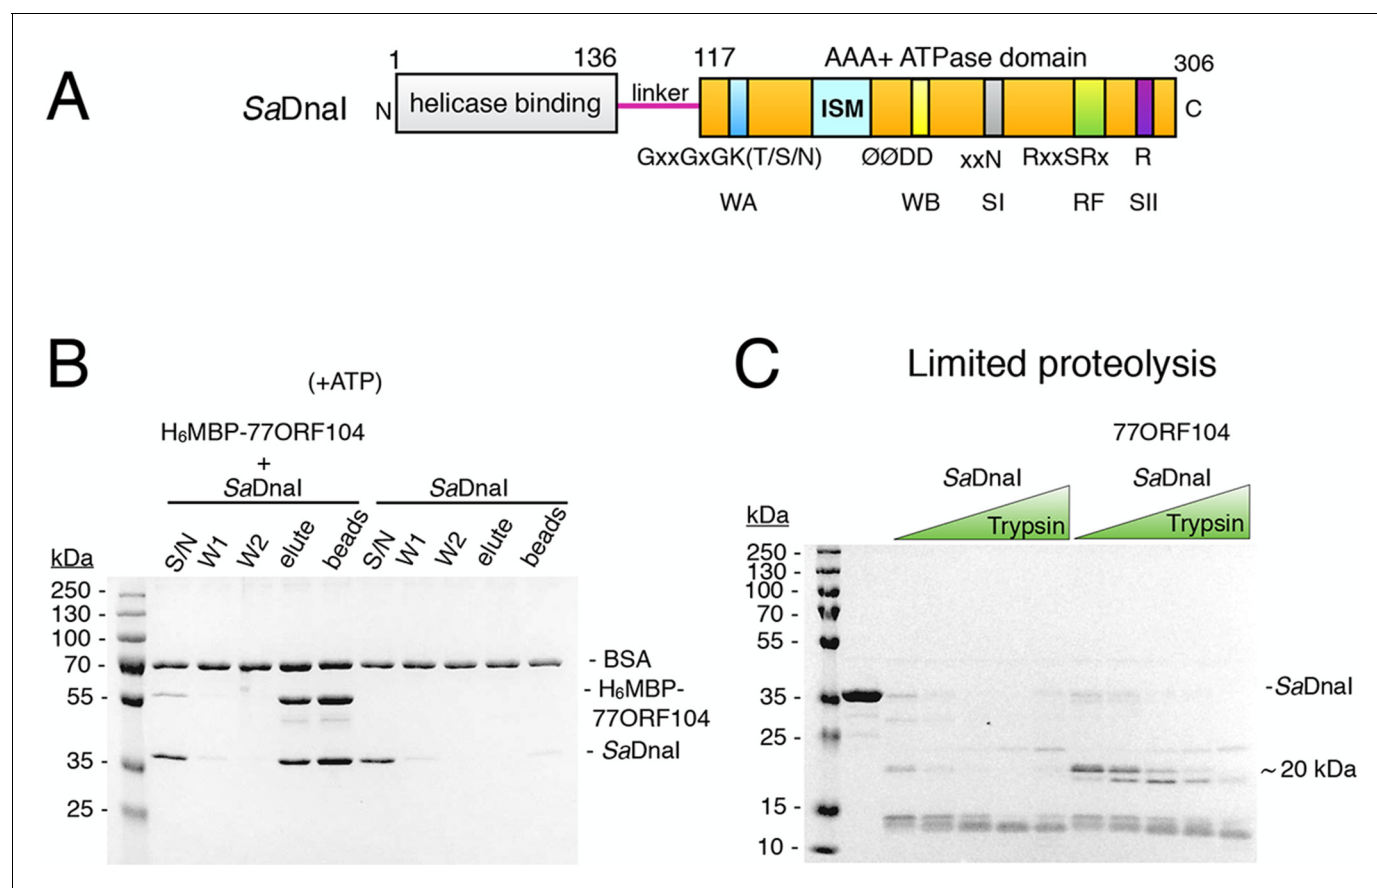 A
1
136
117
AAA+ ATPase domain
306
SaDnaI
N
helicase binding
linker
ISM
C
GxxGxGK(T/S/N)
ØØDD
xxN
RxxSRx
R
WA
WB
SI
RF
SII
B
(+ATP)
H₆MBP-77ORF104
+
SaDnaI
SaDnaI
S/N
W1
W2
elute
beads
S/N
W1
W2
elute
beads
kDa
250 -
130 -
100 -
70 -
55 -
35 -
25 -
- BSA
- H₆MBP-
77ORF104
- SaDnaI
C
Limited proteolysis
77ORF104
SaDnaI
SaDnaI
Trypsin
Trypsin
kDa
250 -
130 -
100 -
70 -
55 -
35 -
25 -
15 -
10 -
-SaDnaI
~20 kDa